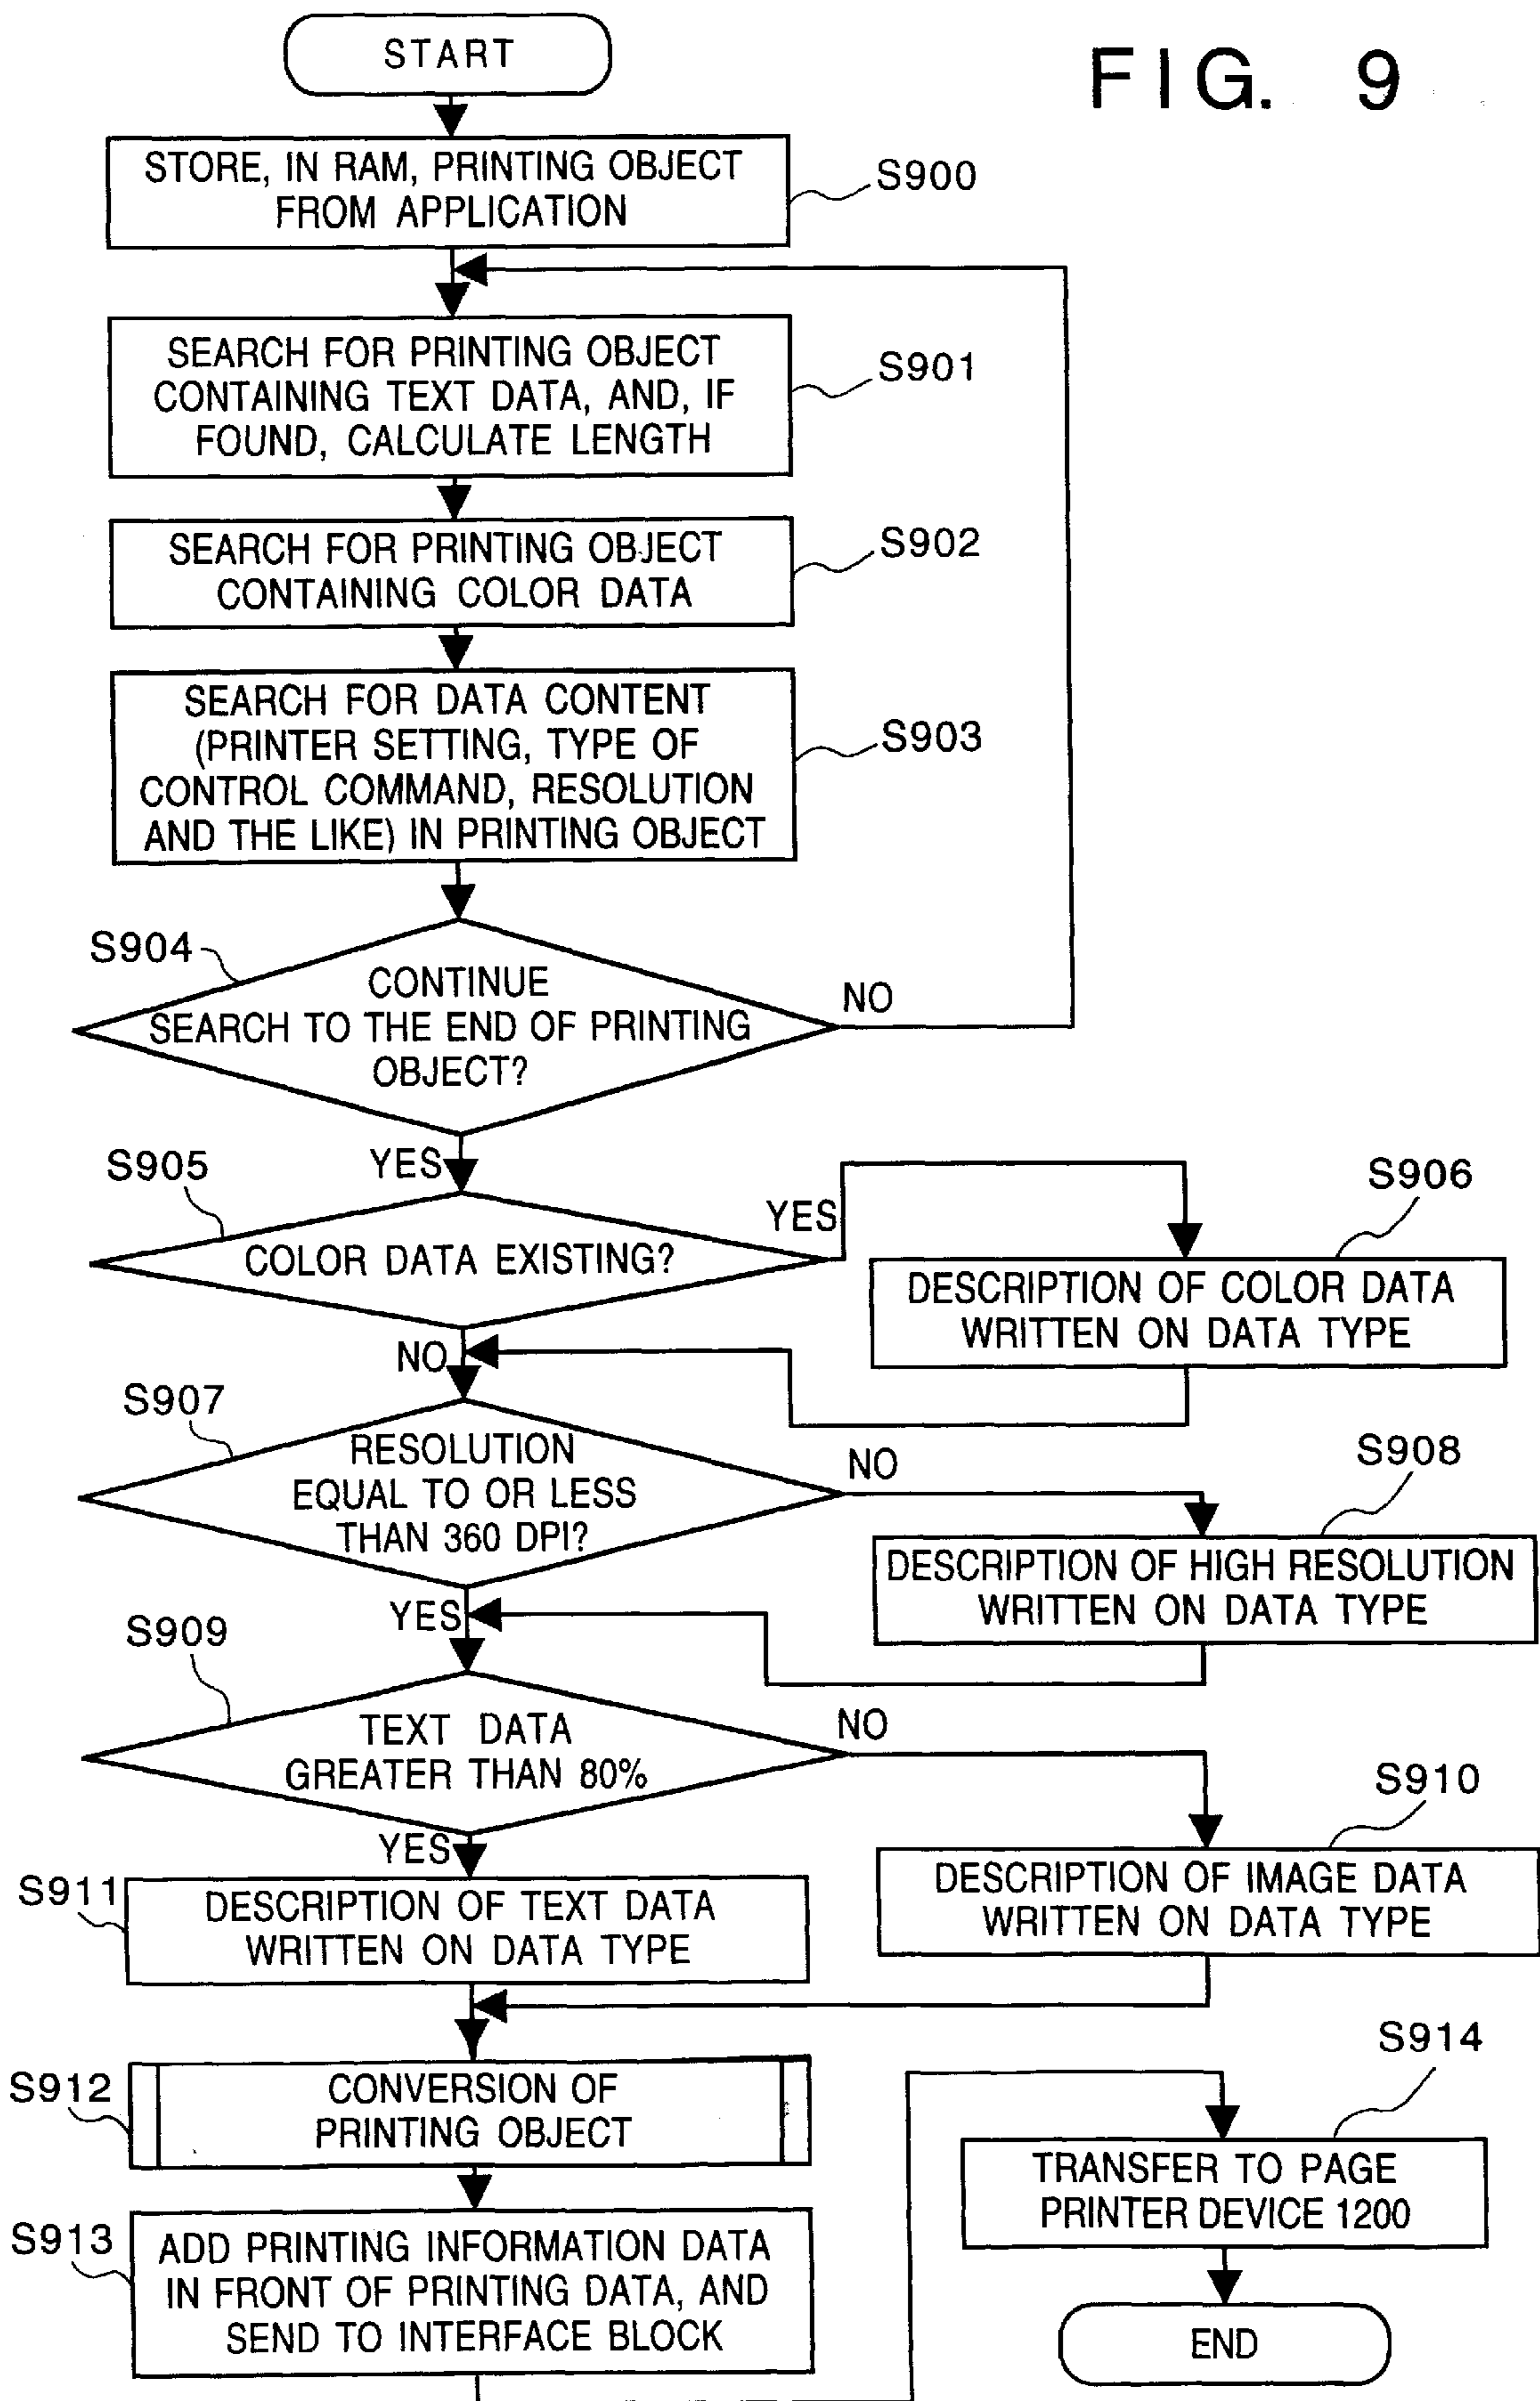 FIG. 9
START
STORE, IN RAM, PRINTING OBJECT
FROM APPLICATION
S900
SEARCH FOR PRINTING OBJECT
CONTAINING TEXT DATA, AND, IF
FOUND, CALCULATE LENGTH
S901
SEARCH FOR PRINTING OBJECT
CONTAINING COLOR DATA
S902
SEARCH FOR DATA CONTENT
(PRINTER SETTING, TYPE OF
CONTROL COMMAND, RESOLUTION
AND THE LIKE) IN PRINTING OBJECT
S903
S904
CONTINUE
SEARCH TO THE END OF PRINTING
OBJECT?
NO
YES
S905
COLOR DATA EXISTING?
YES
S906
DESCRIPTION OF COLOR DATA
WRITTEN ON DATA TYPE
NO
S907
RESOLUTION
EQUAL TO OR LESS
THAN 360 DPI?
NO
S908
DESCRIPTION OF HIGH RESOLUTION
WRITTEN ON DATA TYPE
YES
S909
TEXT DATA
GREATER THAN 80%
NO
S910
DESCRIPTION OF IMAGE DATA
WRITTEN ON DATA TYPE
YES
S911
DESCRIPTION OF TEXT DATA
WRITTEN ON DATA TYPE
S912
CONVERSION OF
PRINTING OBJECT
S913
ADD PRINTING INFORMATION DATA
IN FRONT OF PRINTING DATA, AND
SEND TO INTERFACE BLOCK
S914
TRANSFER TO PAGE
PRINTER DEVICE 1200
END